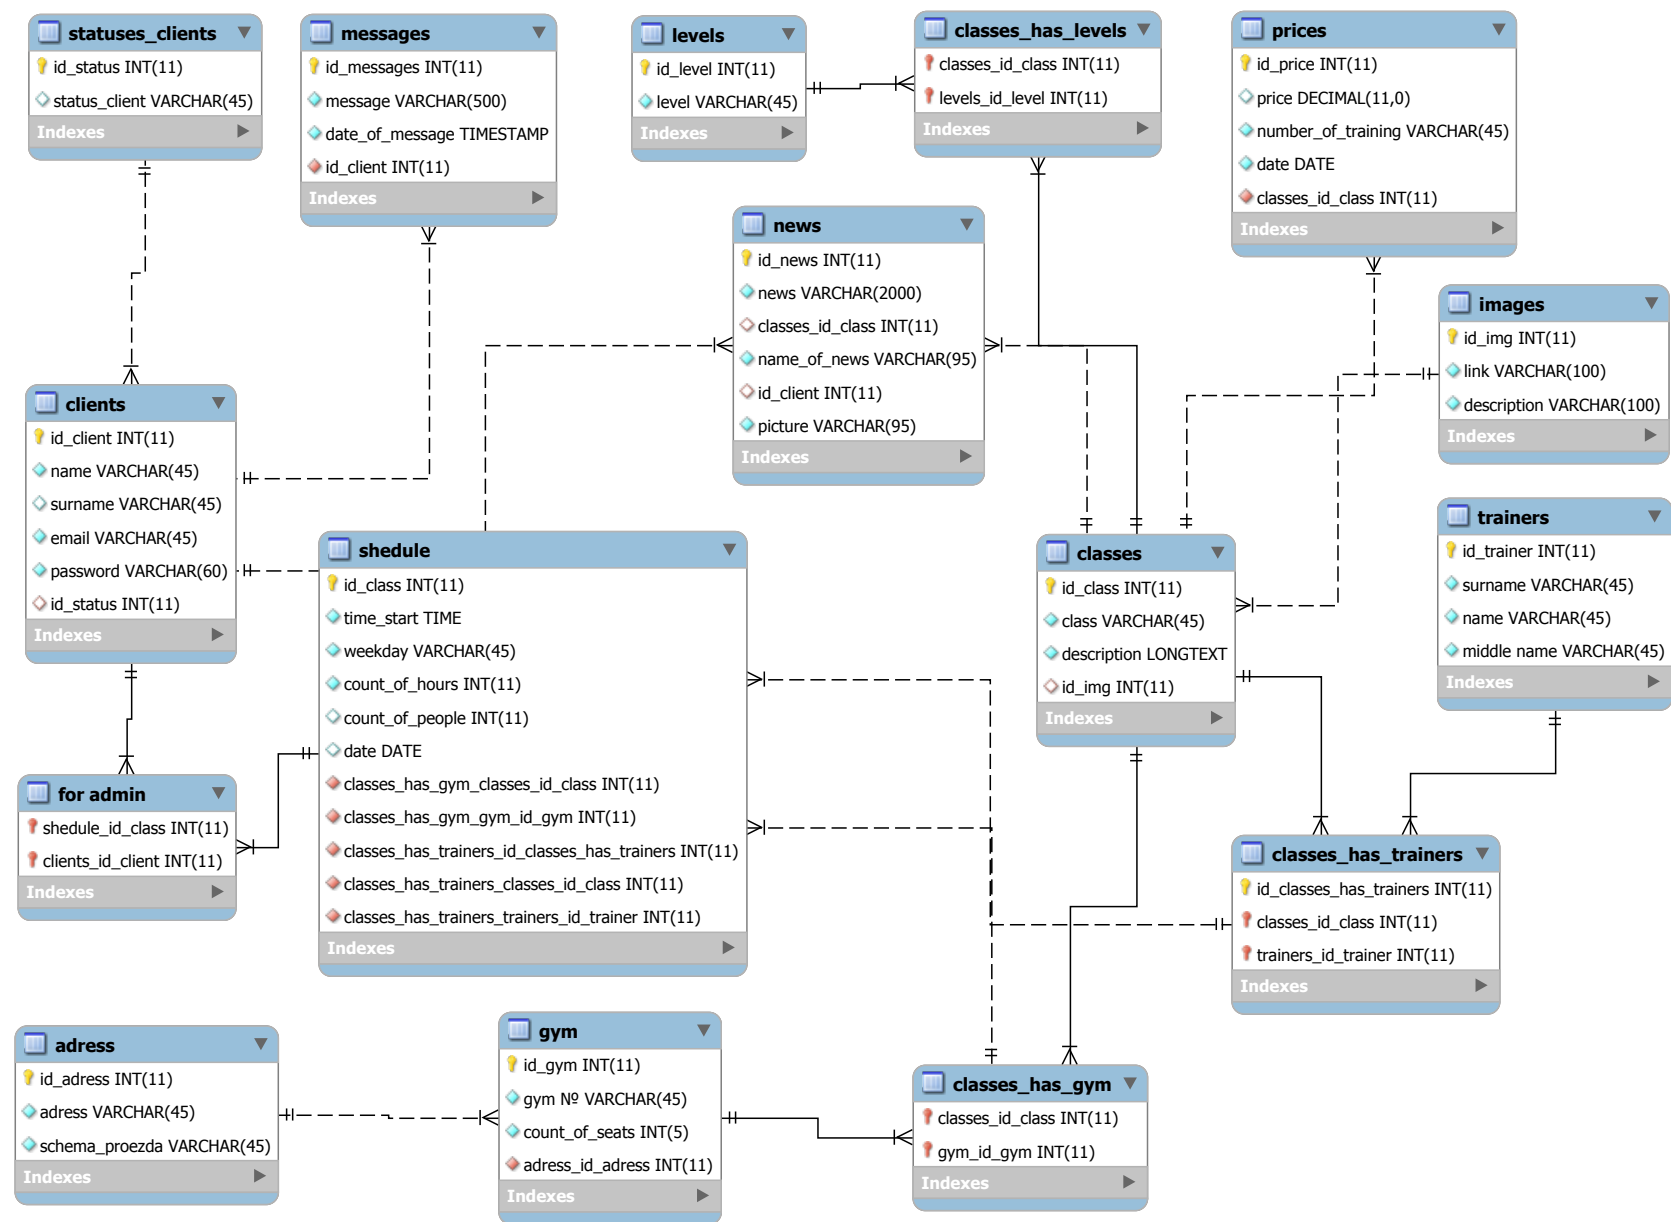 statuses_clients
id_status INT(11)
status_client VARCHAR(45)
Indexes
messages
id_messages INT(11)
message VARCHAR(500)
date_of_message TIMESTAMP
id_client INT(11)
Indexes
levels
id_level INT(11)
level VARCHAR(45)
Indexes
classes_has_levels
classes_id_class INT(11)
levels_id_level INT(11)
Indexes
prices
id_price INT(11)
price DECIMAL(11,0)
number_of_training VARCHAR(45)
date DATE
classes_id_class INT(11)
Indexes
news
id_news INT(11)
news VARCHAR(2000)
classes_id_class INT(11)
name_of_news VARCHAR(95)
id_client INT(11)
picture VARCHAR(95)
Indexes
images
id_img INT(11)
link VARCHAR(100)
description VARCHAR(100)
Indexes
clients
id_client INT(11)
name VARCHAR(45)
surname VARCHAR(45)
email VARCHAR(45)
password VARCHAR(60)
id_status INT(11)
Indexes
shedule
id_class INT(11)
time_start TIME
weekday VARCHAR(45)
count_of_hours INT(11)
count_of_people INT(11)
date DATE
classes_has_gym_classes_id_class INT(11)
classes_has_gym_gym_id_gym INT(11)
classes_has_trainers_id_classes_has_trainers INT(11)
classes_has_trainers_classes_id_class INT(11)
classes_has_trainers_trainers_id_trainer INT(11)
Indexes
classes
id_class INT(11)
class VARCHAR(45)
description LONGTEXT
id_img INT(11)
Indexes
trainers
id_trainer INT(11)
surname VARCHAR(45)
name VARCHAR(45)
middle name VARCHAR(45)
Indexes
for admin
shedule_id_class INT(11)
clients_id_client INT(11)
Indexes
classes_has_trainers
id_classes_has_trainers INT(11)
classes_id_class INT(11)
trainers_id_trainer INT(11)
Indexes
adress
id_adress INT(11)
adress VARCHAR(45)
schema_proezda VARCHAR(45)
Indexes
gym
id_gym INT(11)
gym № VARCHAR(45)
count_of_seats INT(5)
adress_id_adress INT(11)
Indexes
classes_has_gym
classes_id_class INT(11)
gym_id_gym INT(11)
Indexes